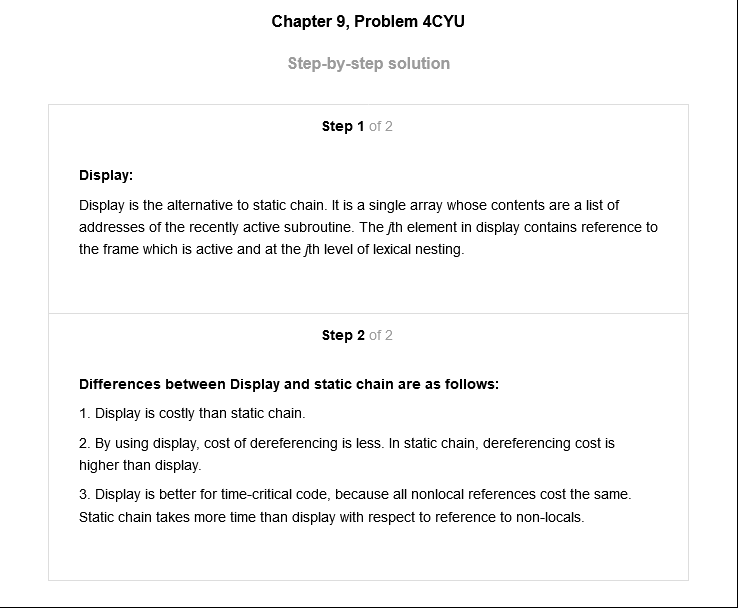 Chapter 9, Problem 4CYU
Step-by-step solution
Step 1 of 2
Display:
Display is the alternative to static chain. It is a single array whose contents are a list of
addresses of the recently active subroutine. The jth element in display contains reference to
the frame which is active and at the jth level of lexical nesting.
Step 2 of 2
Differences between Display and static chain are as follows:
1. Display is costly than static chain.
2. By using display, cost of dereferencing is less. In static chain, dereferencing cost is
higher than display.
3. Display is better for time-critical code, because all nonlocal references cost the same.
Static chain takes more time than display with respect to reference to non-locals.